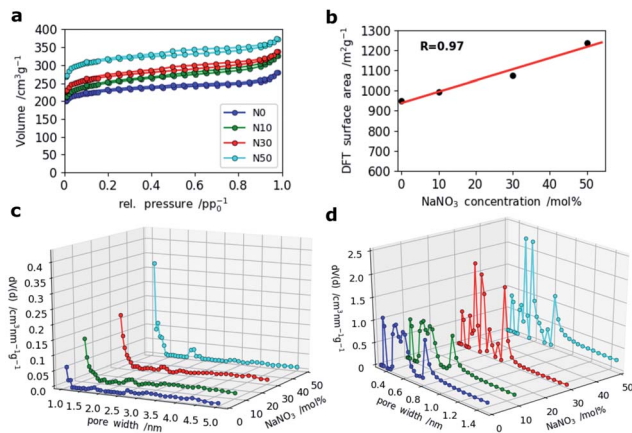 a
400
350
300
250
200
150
100
50
0
Volume /cm³g⁻¹
N0
N10
N30
N50
0.0 0.2 0.4 0.6 0.8 1.0
rel. pressure /pp₀⁻¹
b
1300
1200
1100
1000
900
800
700
600
DFT surface area /m²g⁻¹
R=0.97
0 10 20 30 40 50
NaNO₃ concentration /mol%
c
0.4
0.35
0.3
0.25
0.2
0.15
0.1
0.05
0.0
dV(d) /cm³nm⁻¹g⁻¹
1.0 1.5 2.0 2.5 3.0 3.5 4.0 4.5 5.0
pore width /nm
0 10 20 30 40 50
NaNO₃ /mol%
d
2.5
2.0
1.5
1.0
0.5
0
dV(d) /cm³nm⁻¹g⁻¹
0.4 0.6 0.8 1.0 1.2 1.4
pore width /nm
0 10 20 30 40 50
NaNO₃ /mol%